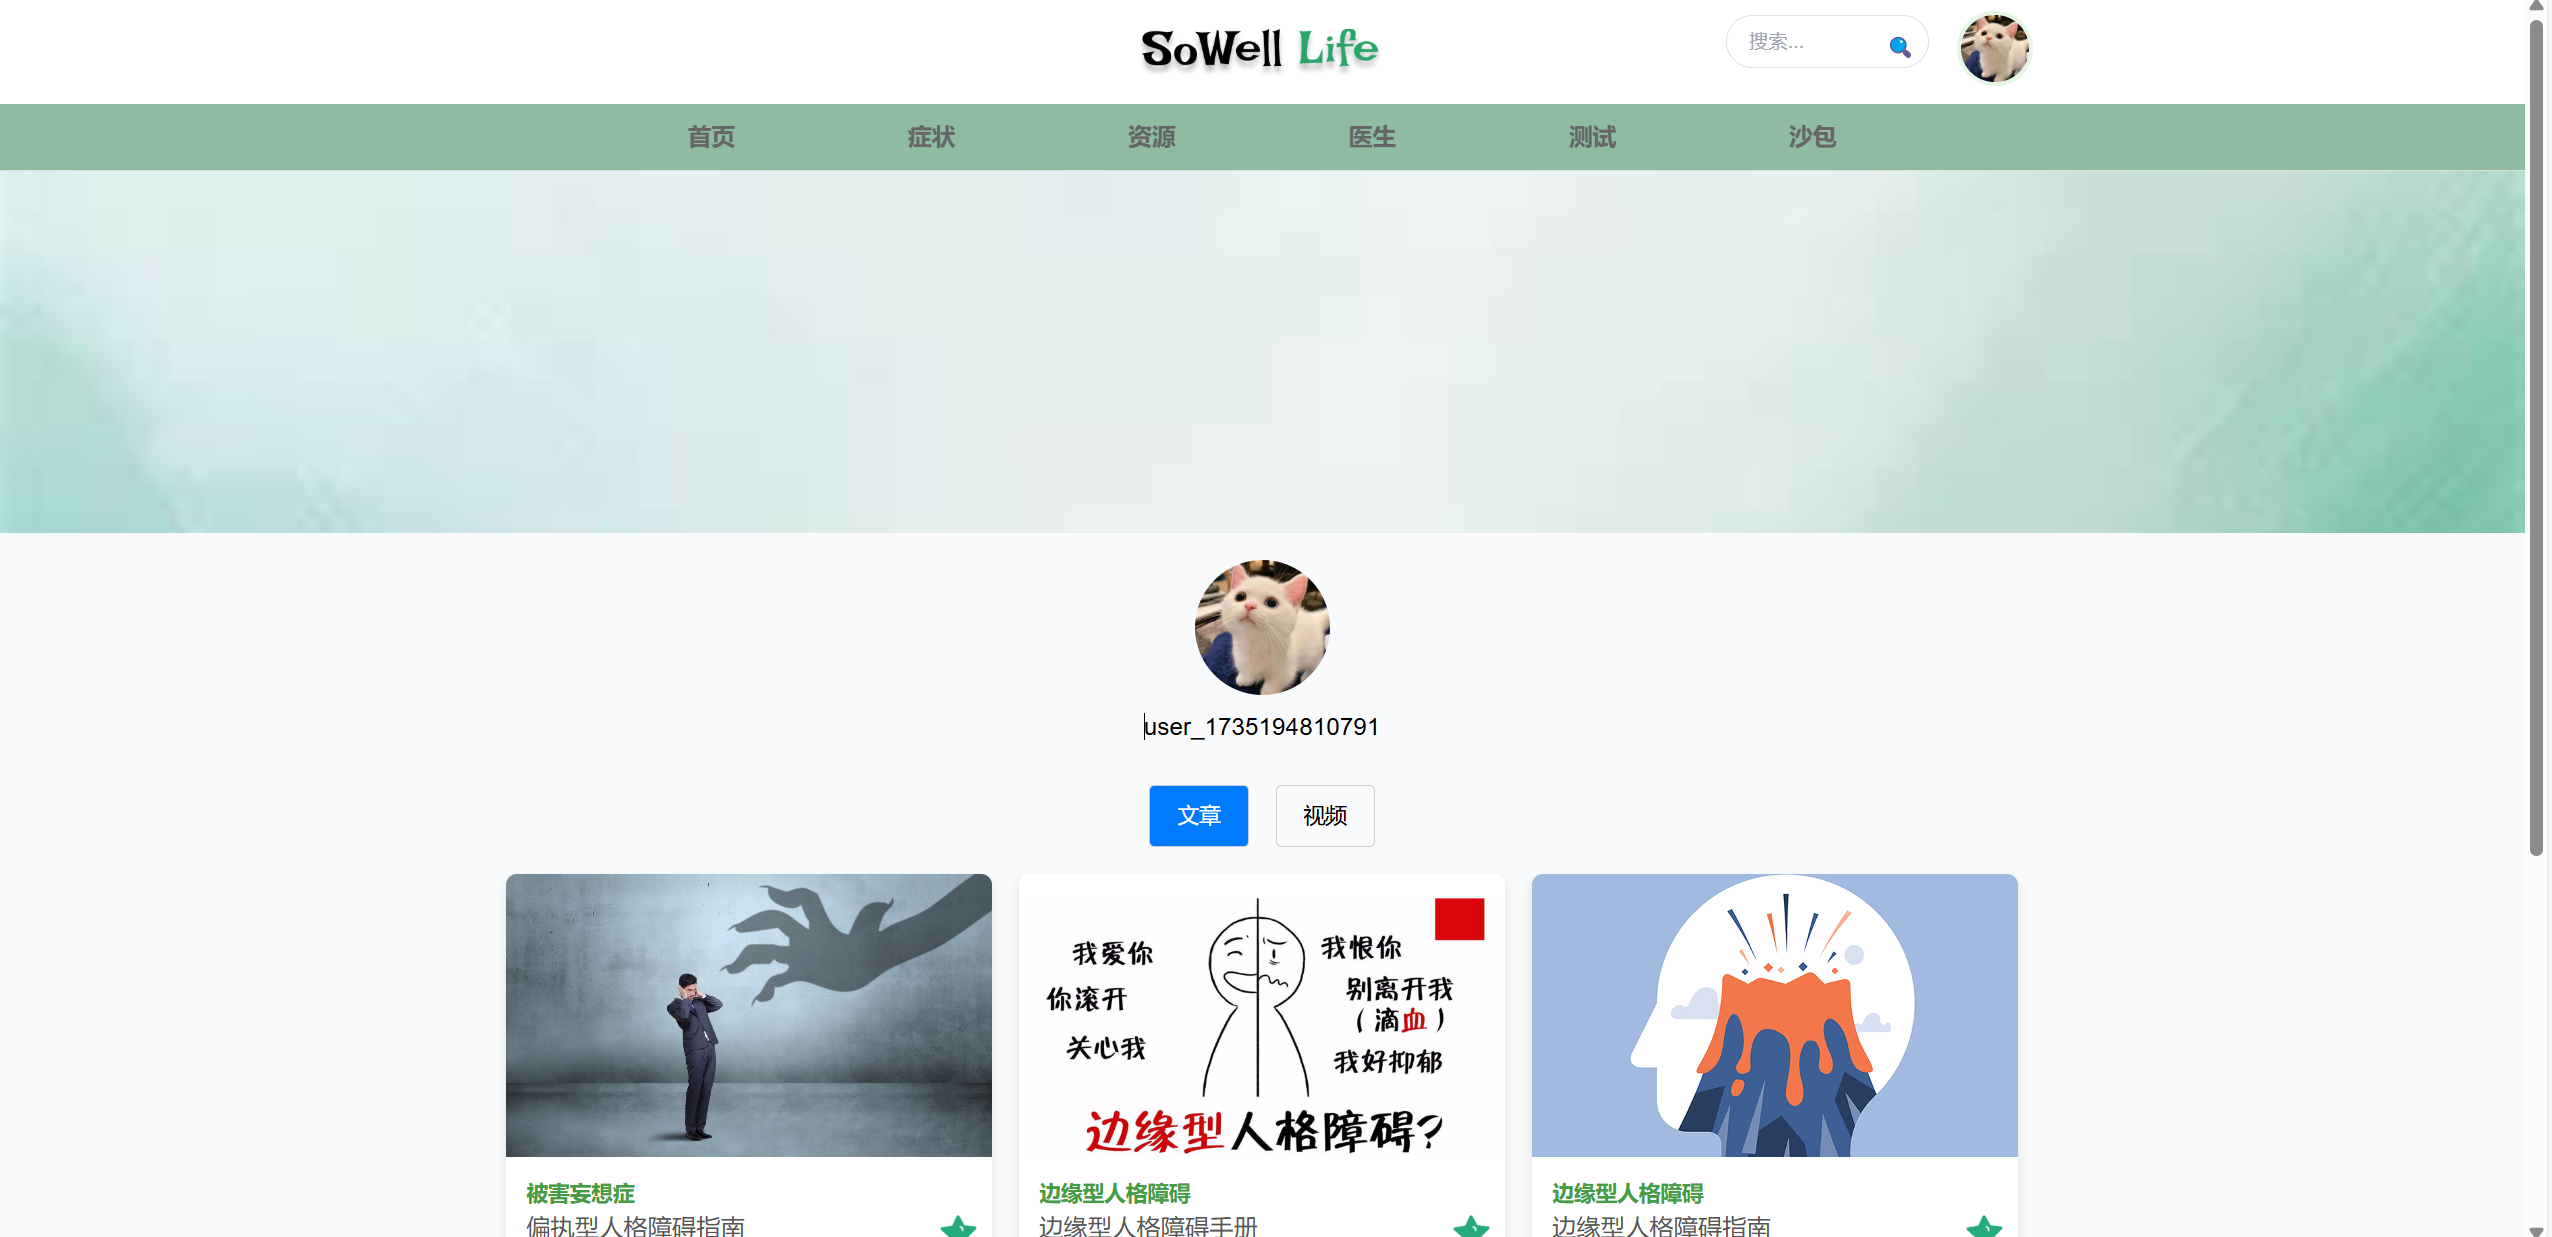 SoWell Life
搜索...
首页
症状
资源
医生
测试
沙包
user_1735194810791
文章
视频
我爱你
你滚开
关心我
我恨你
别离开我
（滴血）
我好抑郁
边缘型人格障碍?
被害妄想症
偏执型人格障碍指南
边缘型人格障碍
边缘型人格障碍手册
边缘型人格障碍
边缘型人格障碍指南